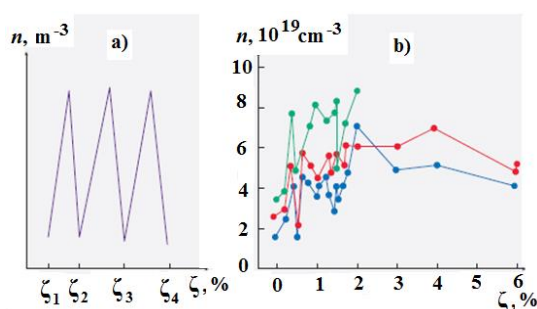 n, m⁻³
a)
ζ₁ ζ₂ ζ₃ ζ₄ ζ, %
n, 10¹⁹cm⁻³
b)
10
8
6
4
2
0 1 2 3 4 5 6
ζ, %